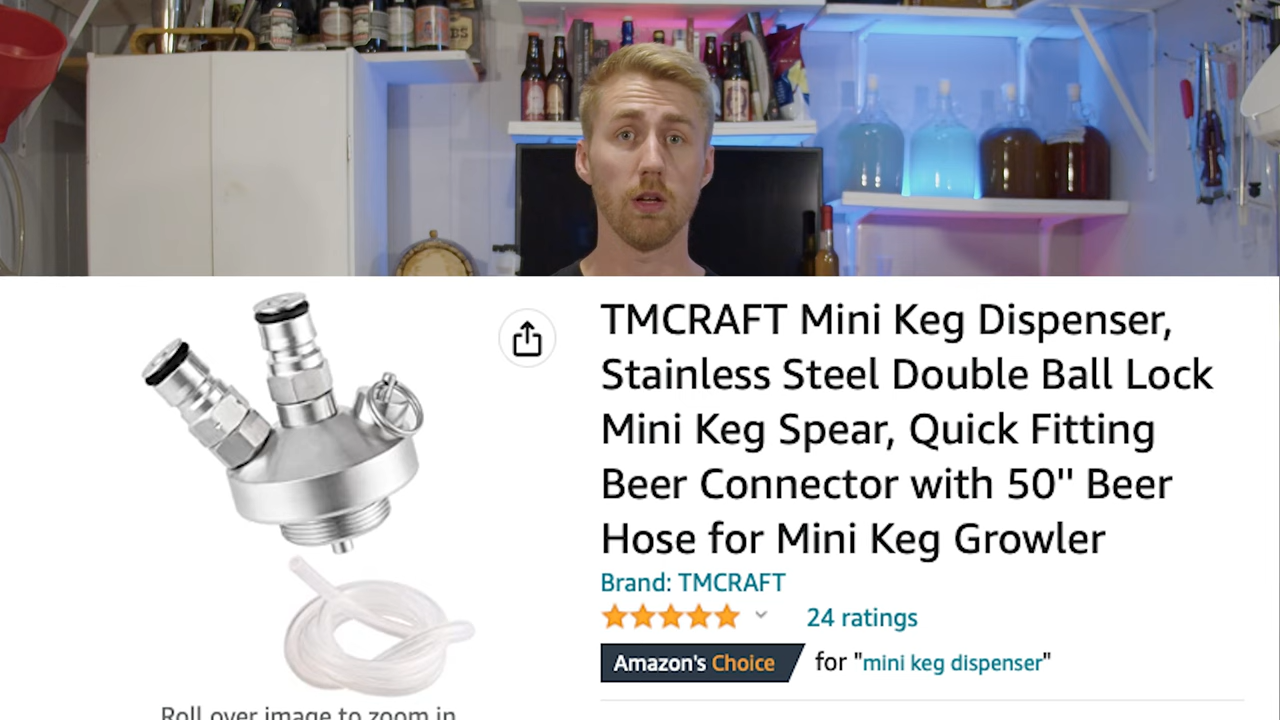 TMCRAFT Mini Keg Dispenser,
Stainless Steel Double Ball Lock
Mini Keg Spear, Quick Fitting
Beer Connector with 50" Beer
Hose for Mini Keg Growler
Brand: TMCRAFT
24 ratings
Amazon's Choice for "mini keg dispenser"
Roll over image to zoom in